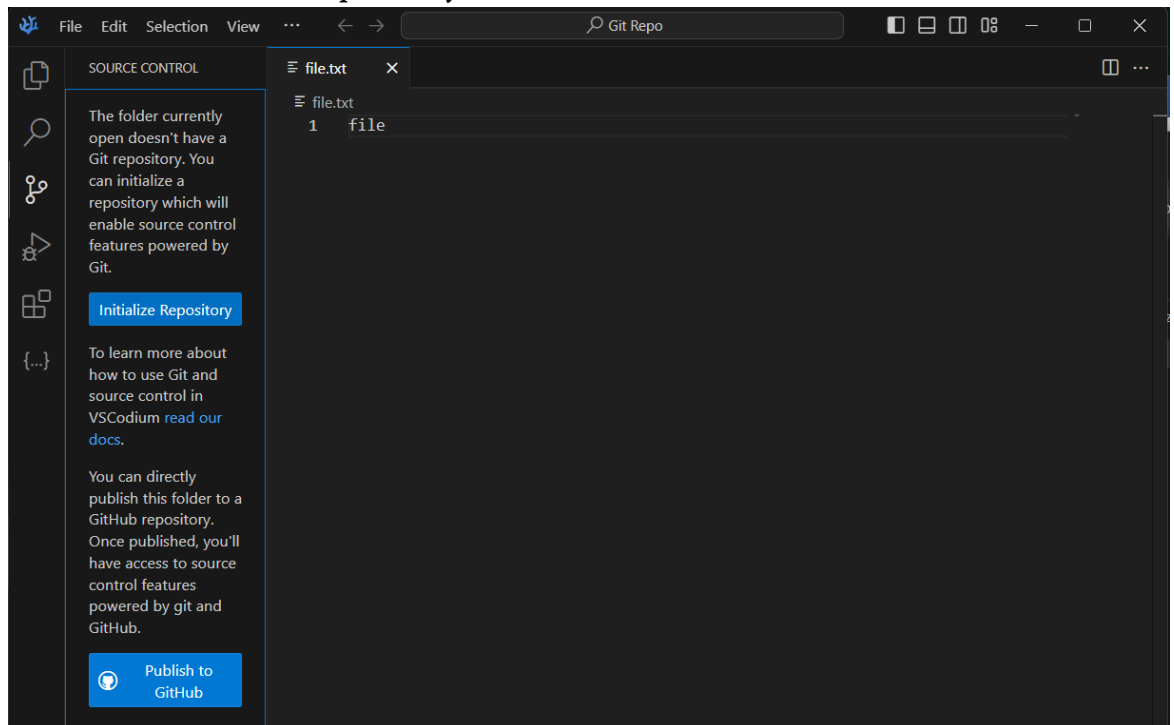 File Edit Selection View ··· Git Repo
SOURCE CONTROL
file.txt
file.txt
1 file
The folder currently
open doesn't have a
Git repository. You
can initialize a
repository which will
enable source control
features powered by
Git.
Initialize Repository
To learn more about
how to use Git and
source control in
VSCodium read our
docs.
You can directly
publish this folder to a
GitHub repository.
Once published, you'll
have access to source
control features
powered by git and
GitHub.
Publish to
GitHub